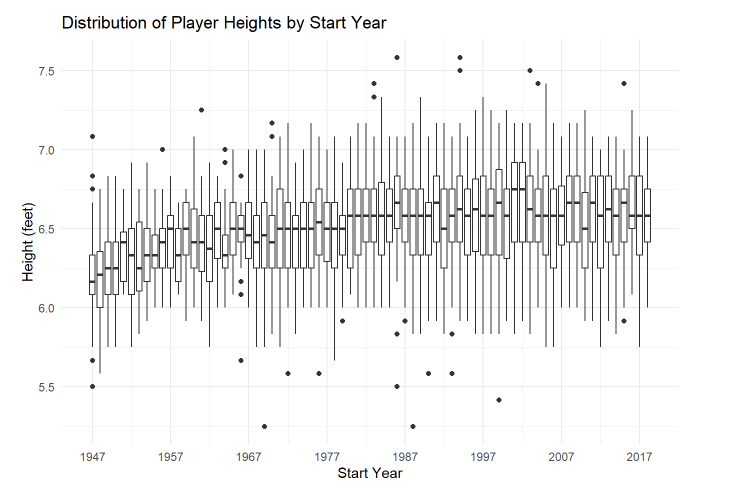 Distribution of Player Heights by Start Year
Height (feet)
7.5
7.0
6.5
6.0
5.5
1947 1957 1967 1977 1987 1997 2007 2017
Start Year